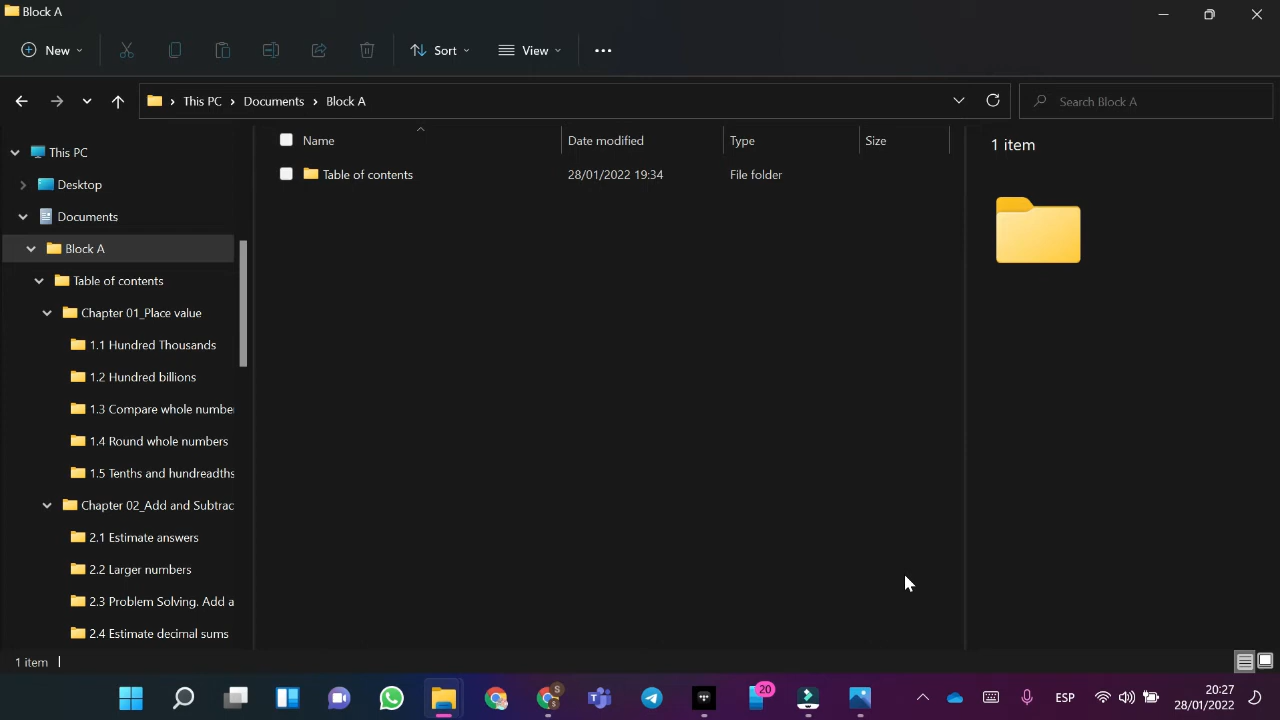 Block A
New
Sort
View
This PC
Documents
Block A
Search Block A
Name
Date modified
Type
Size
1 item
Table of contents
28/01/2022 19:34
File folder
This PC
Desktop
Documents
Block A
Table of contents
Chapter 01_Place value
1.1 Hundred Thousands
1.2 Hundred billions
1.3 Compare whole numbe
1.4 Round whole numbers
1.5 Tenths and hundreadths
Chapter 02_Add and Subtrac
2.1 Estimate answers
2.2 Larger numbers
2.3 Problem Solving. Add a
2.4 Estimate decimal sums
1 item
S
S
20
ESP
20:27
28/01/2022